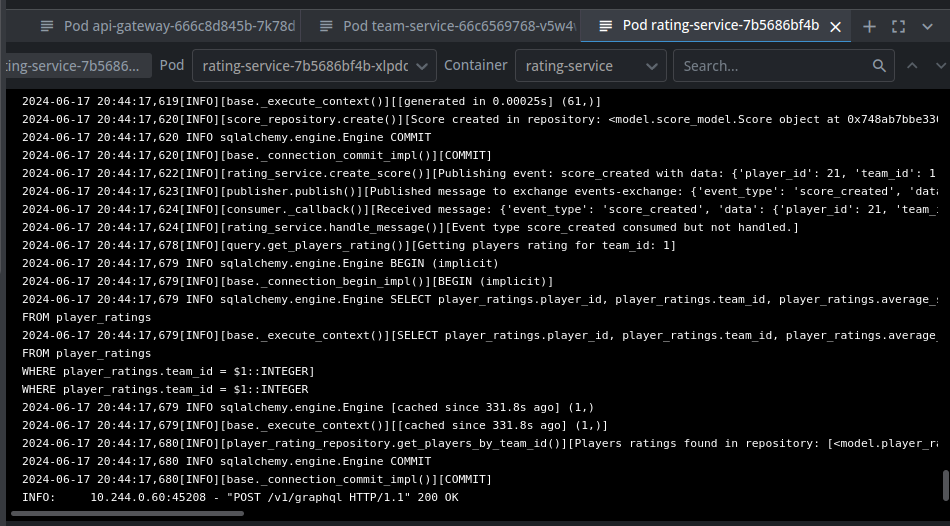 Pod api-gateway-666c8d845b-7k78d
Pod team-service-66c6569768-v5w4
Pod rating-service-7b5686bf4b
ing-service-7b5686... Pod rating-service-7b5686bf4b-xlpdc Container rating-service Search...
2024-06-17 20:44:17,619[INFO][base._execute_context()][[generated in 0.00025s] (61,)]
2024-06-17 20:44:17,620[INFO][score_repository.create()][Score created in repository: <model.score_model.Score object at 0x748ab7bbe330
2024-06-17 20:44:17,620 INFO sqlalchemy.engine.Engine COMMIT
2024-06-17 20:44:17,620[INFO][base._connection_commit_impl()][COMMIT]
2024-06-17 20:44:17,622[INFO][rating_service.create_score()][Publishing event: score_created with data: {'player_id': 21, 'team_id': 1
2024-06-17 20:44:17,623[INFO][publisher.publish()][Published message to exchange events-exchange: {'event_type': 'score_created', 'data
2024-06-17 20:44:17,624[INFO][consumer._callback()][Received message: {'event_type': 'score_created', 'data': {'player_id': 21, 'team_
2024-06-17 20:44:17,624[INFO][rating_service.handle_message()][Event type score_created consumed but not handled.]
2024-06-17 20:44:17,678[INFO][query.get_players_rating()][Getting players rating for team_id: 1]
2024-06-17 20:44:17,679 INFO sqlalchemy.engine.Engine BEGIN (implicit)
2024-06-17 20:44:17,679[INFO][base._connection_begin_impl()][BEGIN (implicit)]
2024-06-17 20:44:17,679 INFO sqlalchemy.engine.Engine SELECT player_ratings.player_id, player_ratings.team_id, player_ratings.average_s
FROM player_ratings
2024-06-17 20:44:17,679[INFO][base._execute_context()][SELECT player_ratings.player_id, player_ratings.team_id, player_ratings.average_
FROM player_ratings
WHERE player_ratings.team_id = $1::INTEGER]
WHERE player_ratings.team_id = $1::INTEGER
2024-06-17 20:44:17,679 INFO sqlalchemy.engine.Engine [cached since 331.8s ago] (1,)
2024-06-17 20:44:17,679[INFO][base._execute_context()][[cached since 331.8s ago] (1,)]
2024-06-17 20:44:17,680[INFO][player_rating_repository.get_players_by_team_id()][Players ratings found in repository: [<model.player_ra
2024-06-17 20:44:17,680 INFO sqlalchemy.engine.Engine COMMIT
2024-06-17 20:44:17,680[INFO][base._connection_commit_impl()][COMMIT]
INFO:     10.244.0.60:45208 - "POST /v1/graphql HTTP/1.1" 200 OK